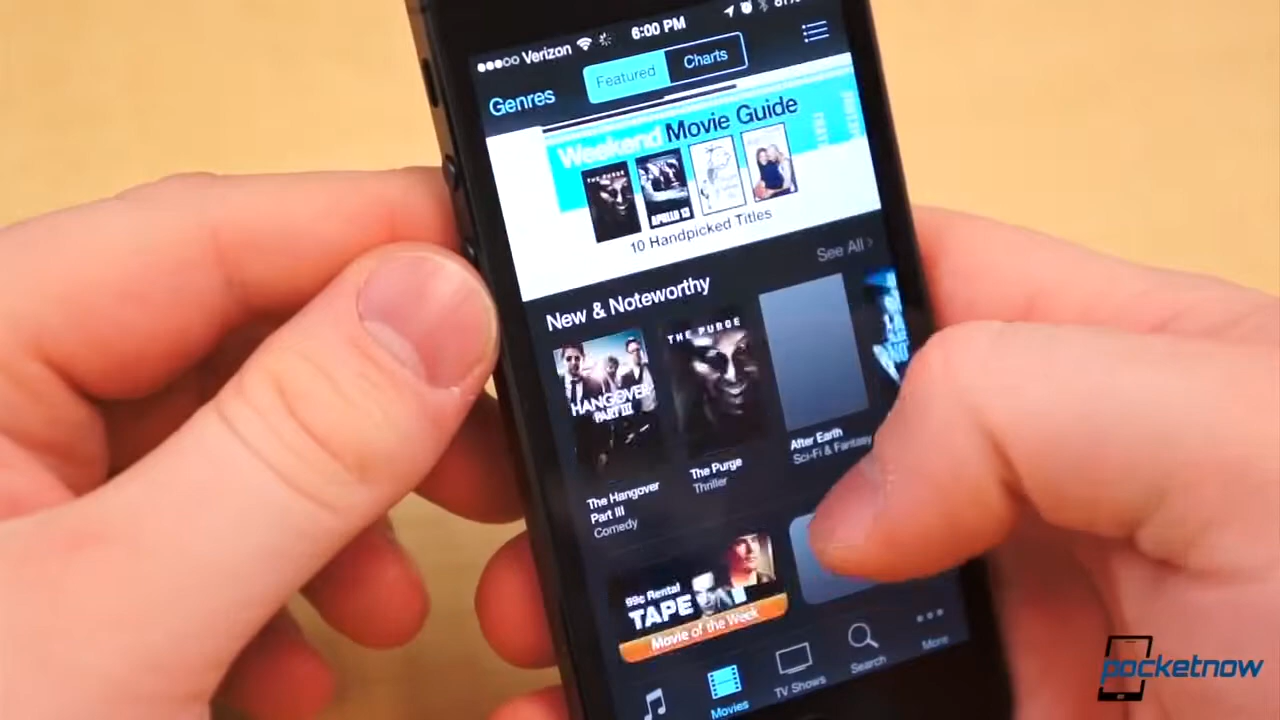 Verizon 6:00 PM
Genres Featured Charts
Weekend Movie Guide
THE PURGE
APOLLO 13
10 Handpicked Titles
See All >
New & Noteworthy
HANGOVER
PART III
THE PURGE
The Hangover
Part III
Comedy
The Purge
Thriller
After Earth
Sci-Fi & Fantasy
99¢ Rental
TAPE
Movie of the Week
Movies
TV Shows
Search
More
pocketnow